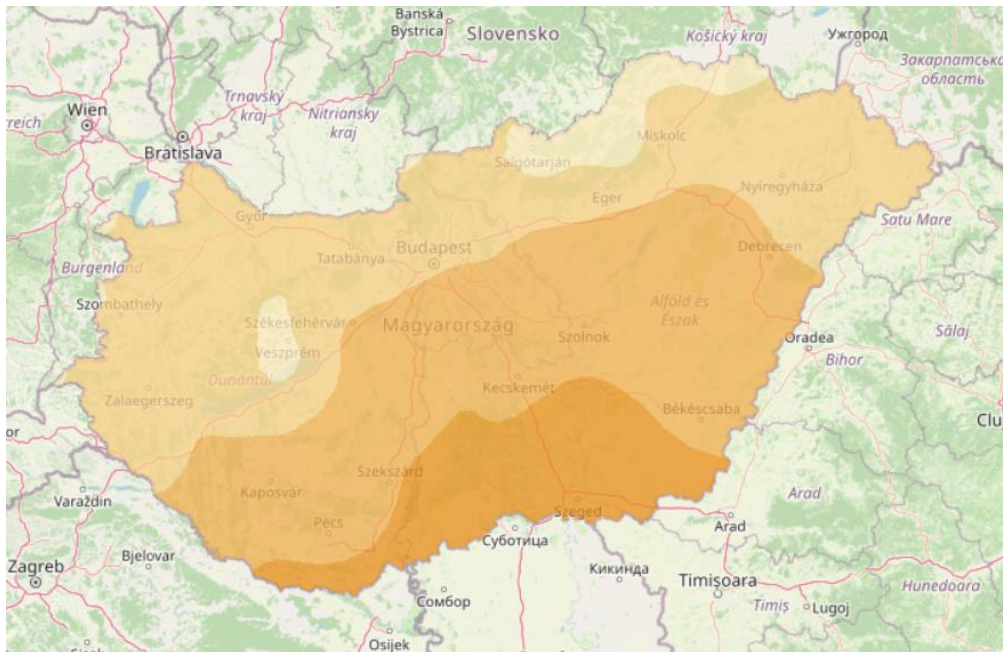 Banská
Bystrica
Slovensko
Košický kraj
Ужгород
Закарпатська
область
Wien
Trnavský
kraj
Nitriansky
kraj
Bratislava
Miskolc
Salgótarján
Eger
Nyíregyháza
Satu Mare
Győr
Tatabánya
Budapest
Debrecen
Burgenland
Szombathely
Székesfehérvár
Veszprém
Magyarország
Alföld és
Észak
Szolnok
Oradea
Bihor
Sălaj
Dunántúl
Zalaegerszeg
Kecskemét
Békéscsaba
Kaposvár
Szekszárd
Varaždin
Pécs
Szeged
Arad
Arad
Bjelovar
Суботица
Zagreb
Сомбор
Кикинда
Timișoara
Timiș
Lugoj
Hunedoara
Osijek